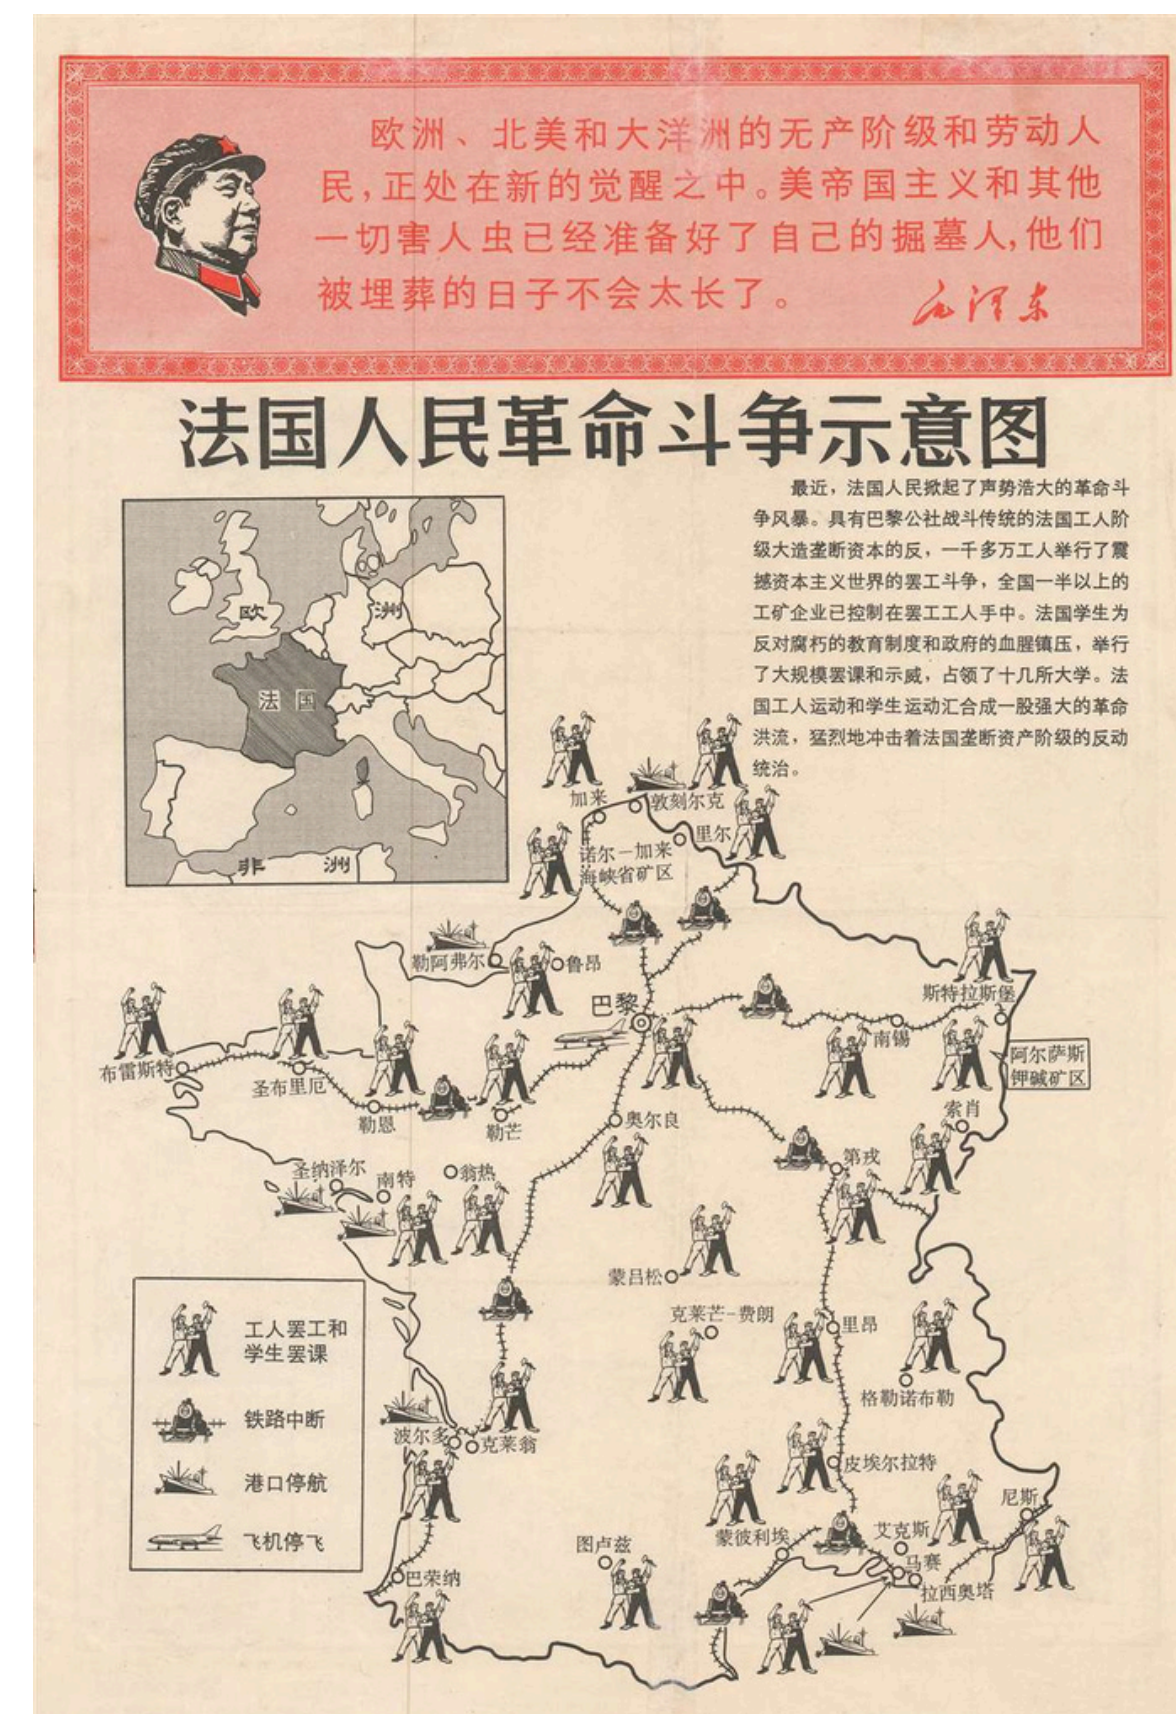 欧洲、北美和大洋洲的无产阶级和劳动人
民,正处在新的觉醒之中。美帝国主义和其他
一切害人虫已经准备好了自己的掘墓人,他们
被埋葬的日子不会太长了。
毛泽东
法国人民革命斗争示意图
最近，法国人民掀起了声势浩大的革命斗
争风暴。具有巴黎公社战斗传统的法国工人阶
级大造垄断资本的反，一千多万工人举行了震
撼资本主义世界的罢工斗争，全国一半以上的
工矿企业已控制在罢工工人手中。法国学生为
反对腐朽的教育制度和政府的血腥镇压，举行
了大规模罢课和示威，占领了十几所大学。法
国工人运动和学生运动汇合成一股强大的革命
洪流，猛烈地冲击着法国垄断资产阶级的反动
统治。
欧 洲
法 国
非 洲
加来
敦刻尔克
里尔
诺尔－加来
海峡省矿区
勒阿弗尔
鲁昂
斯特拉斯堡
巴黎
南锡
阿尔萨斯
钾碱矿区
布雷斯特
圣布里厄
勒恩
勒芒
奥尔良
索肖
第戎
圣纳泽尔
南特
翁热
蒙吕松
克莱芒－费朗
里昂
格勒诺布勒
工人罢工和
学生罢课
铁路中断
港口停航
飞机停飞
波尔多
克莱翁
皮埃尔拉特
尼斯
蒙彼利埃
艾克斯
图卢兹
马赛
巴荣纳
拉西奥塔